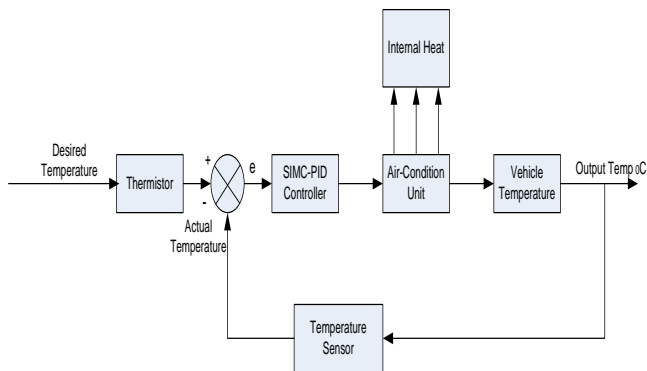 Internal Heat
Desired
Temperature
Thermistor
+
-
e
SIMC-PID
Controller
Air-Condition
Unit
Vehicle
Temperature
Output Temp 0C
Actual
Temperature
Temperature
Sensor